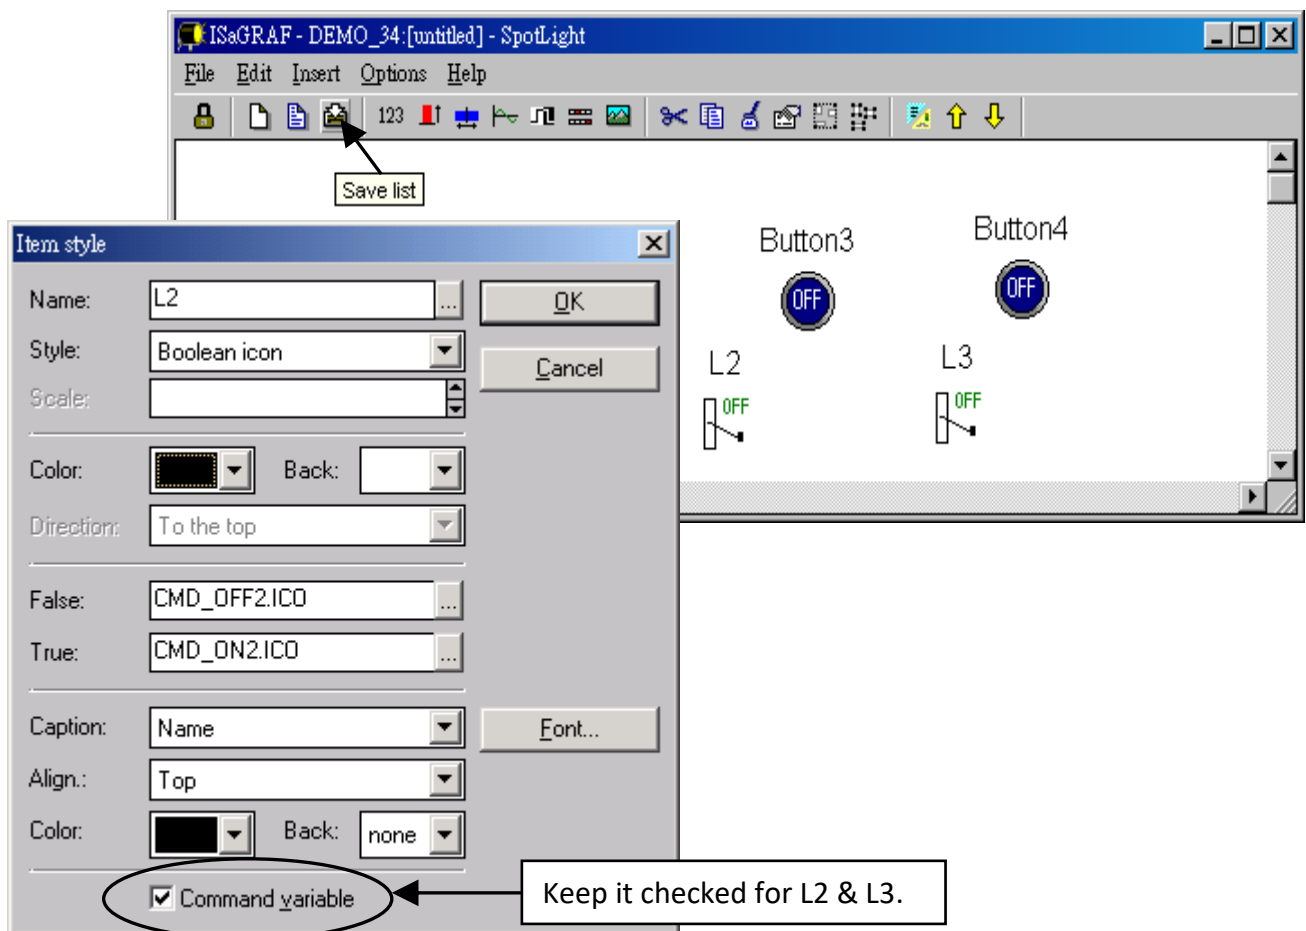 ISaGRAF - DEMO_34:[untitled] - SpotLight
File Edit Insert Options Help
123
Save list
Button3
Button4
OFF
OFF
L2
L3
OFF
OFF
Item style
Name: L2 ...
OK
Style: Boolean icon
Cancel
Scale:
Color: Back:
Direction: To the top
False: CMD_OFF2.ICO ...
True: CMD_ON2.ICO ...
Caption: Name
Font...
Align.: Top
Color: Back: none
Command variable
Keep it checked for L2 & L3.